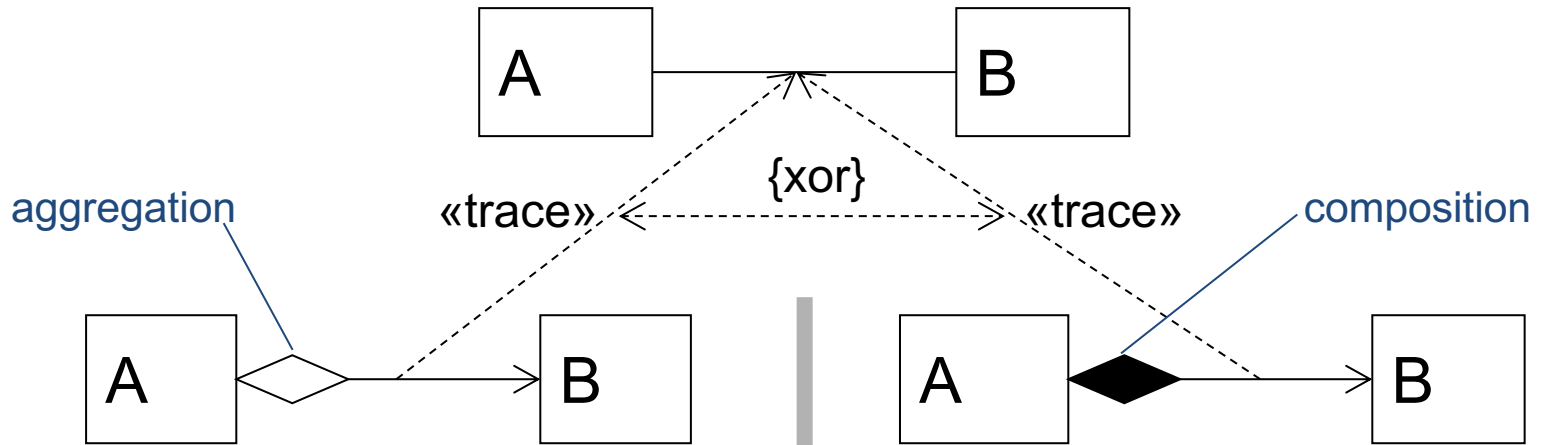 A B
{xor}
aggregation «trace» «trace» composition
A B A B